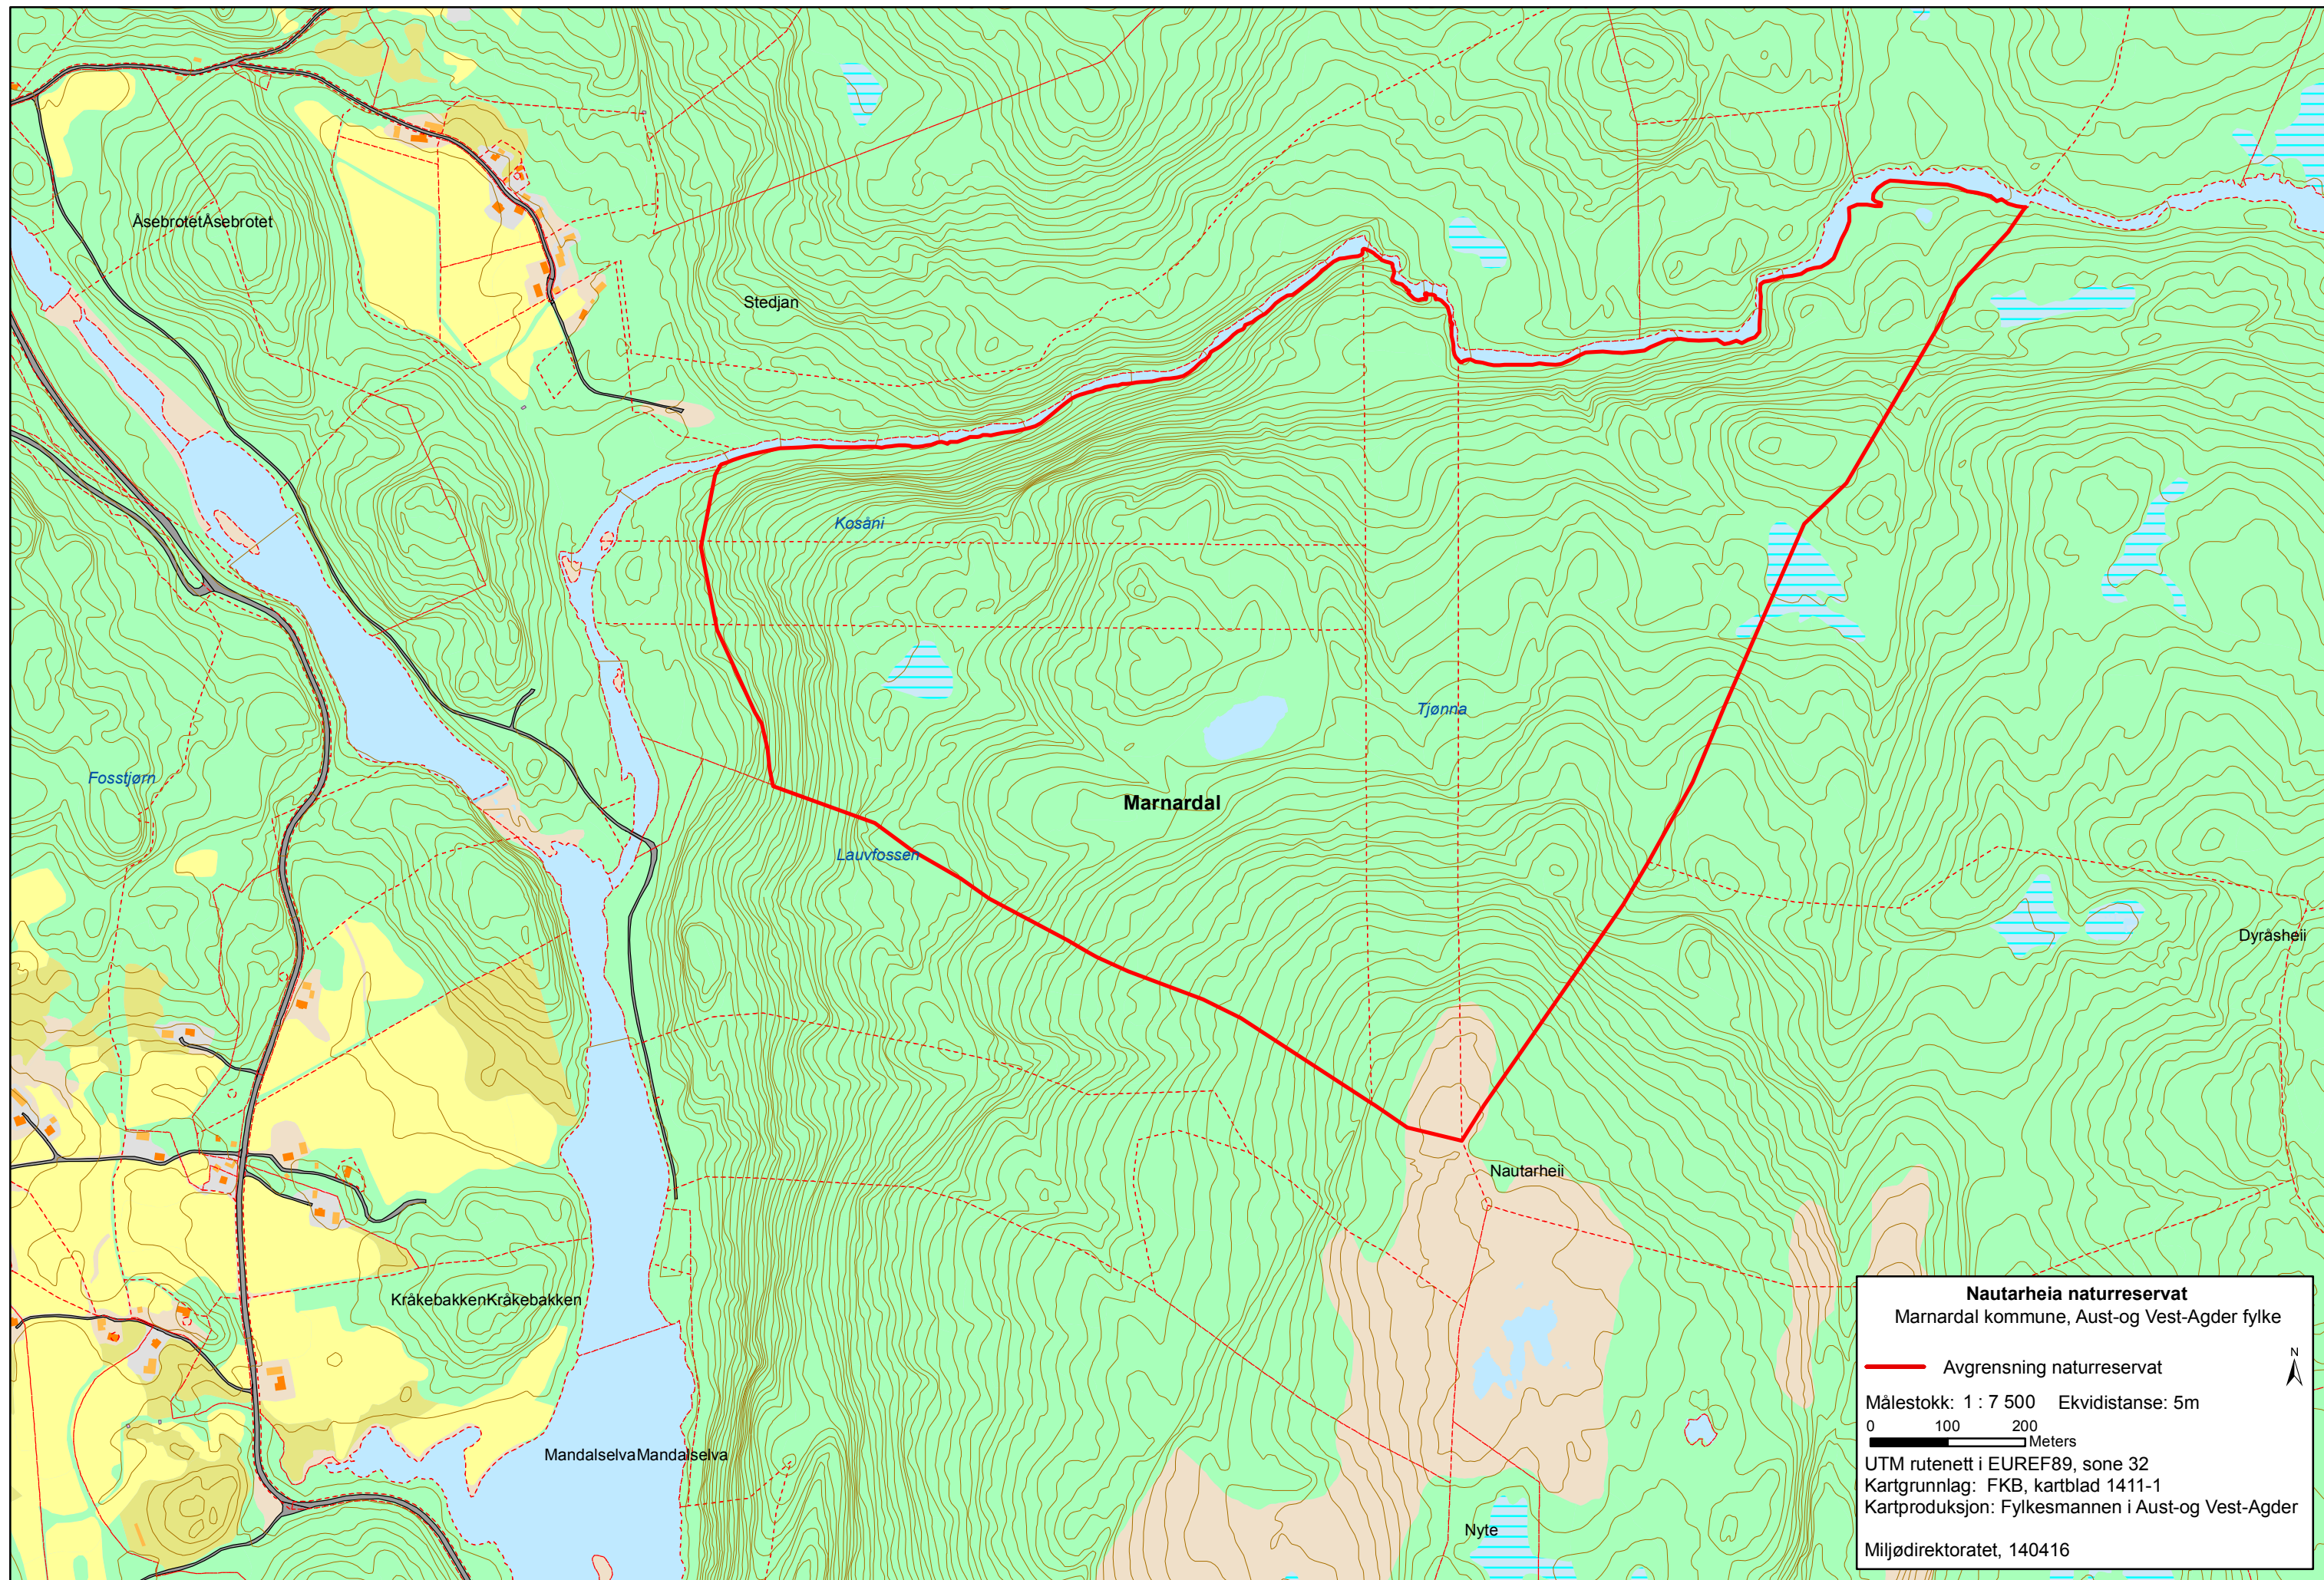 ÅsebrotetÅsebrotet
Stedjan
Kosåni
Tjønna
Fosstjørn
Marnardal
Lauvfossen
Dyråsheii
Nautarheii
KråkebakkenKråkebakken
MandalselvaMandalselva
Nyte
Nautarheia naturreservat
Marnardal kommune, Aust-og Vest-Agder fylke
N
Avgrensning naturreservat
Målestokk: 1 : 7 500 Ekvidistanse: 5m
0 100 200
Meters
UTM rutenett i EUREF89, sone 32
Kartgrunnlag: FKB, kartblad 1411-1
Kartproduksjon: Fylkesmannen i Aust-og Vest-Agder
Miljødirektoratet, 140416